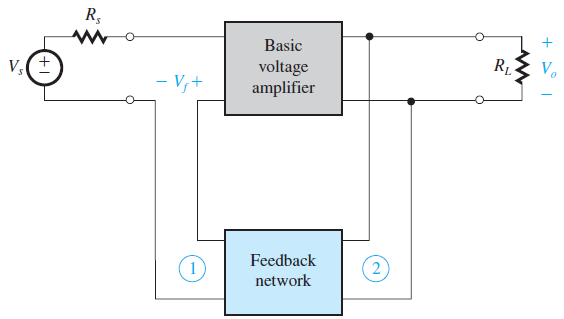 Rs
Vs
+
−
− Vf +
Basic
voltage
amplifier
RL
+
Vo
−
1
Feedback
network
2